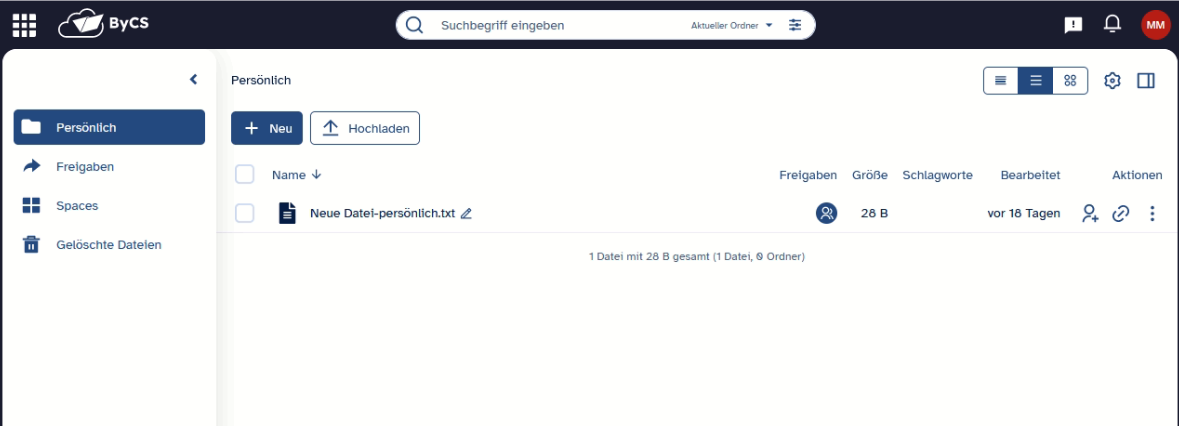 ByCS Suchbegriff eingeben Aktueller Ordner MM
Persönlich
+ Neu Hochladen
Persönlich
Freigaben
Spaces
Gelöschte Dateien
Name Freigaben Größe Schlagworte Bearbeitet Aktionen
Neue Datei-persönlich.txt 28 B vor 18 Tagen
1 Datei mit 28 B gesamt (1 Datei, 0 Ordner)